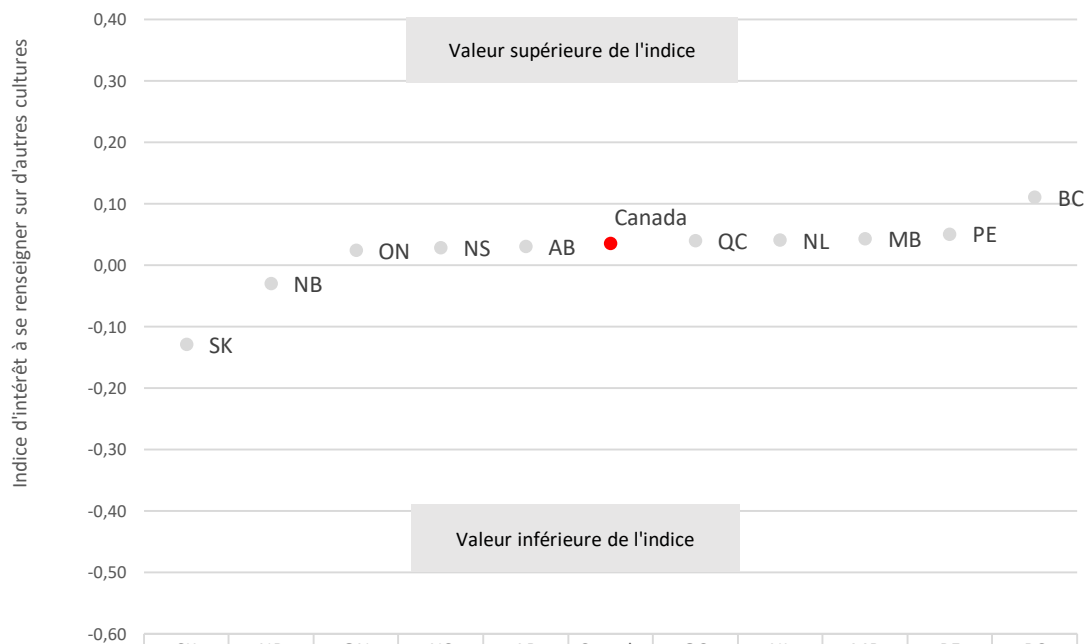 Indice d'intérêt à se renseigner sur d'autres cultures
0,40
Valeur supérieure de l'indice
0,30
0,20
0,10
BC
Canada
ON
NS
AB
QC
NL
MB
PE
0,00
NB
-0,10
SK
-0,20
-0,30
-0,40
Valeur inférieure de l'indice
-0,50
-0,60